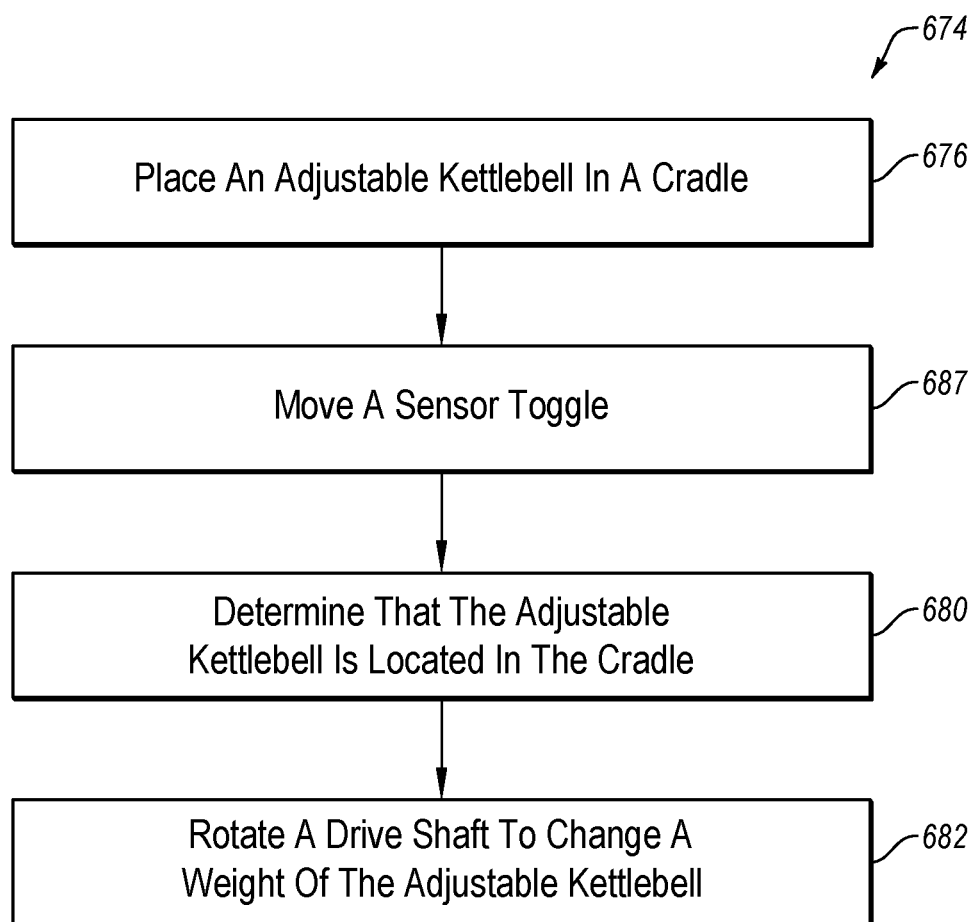 674
Place An Adjustable Kettlebell In A Cradle
676
Move A Sensor Toggle
687
Determine That The Adjustable
Kettlebell Is Located In The Cradle
680
Rotate A Drive Shaft To Change A
Weight Of The Adjustable Kettlebell
682